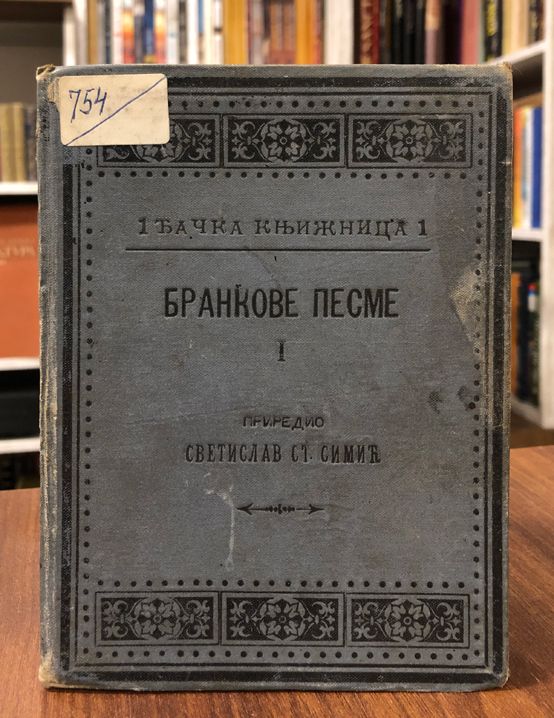 754
1 ЂАЧКА КЊИЖНИЦА 1
БРАНКОВЕ ПЕСМЕ
I
ПРИРЕДИО
СВЕТИСЛАВ СТ. СИМИЋ